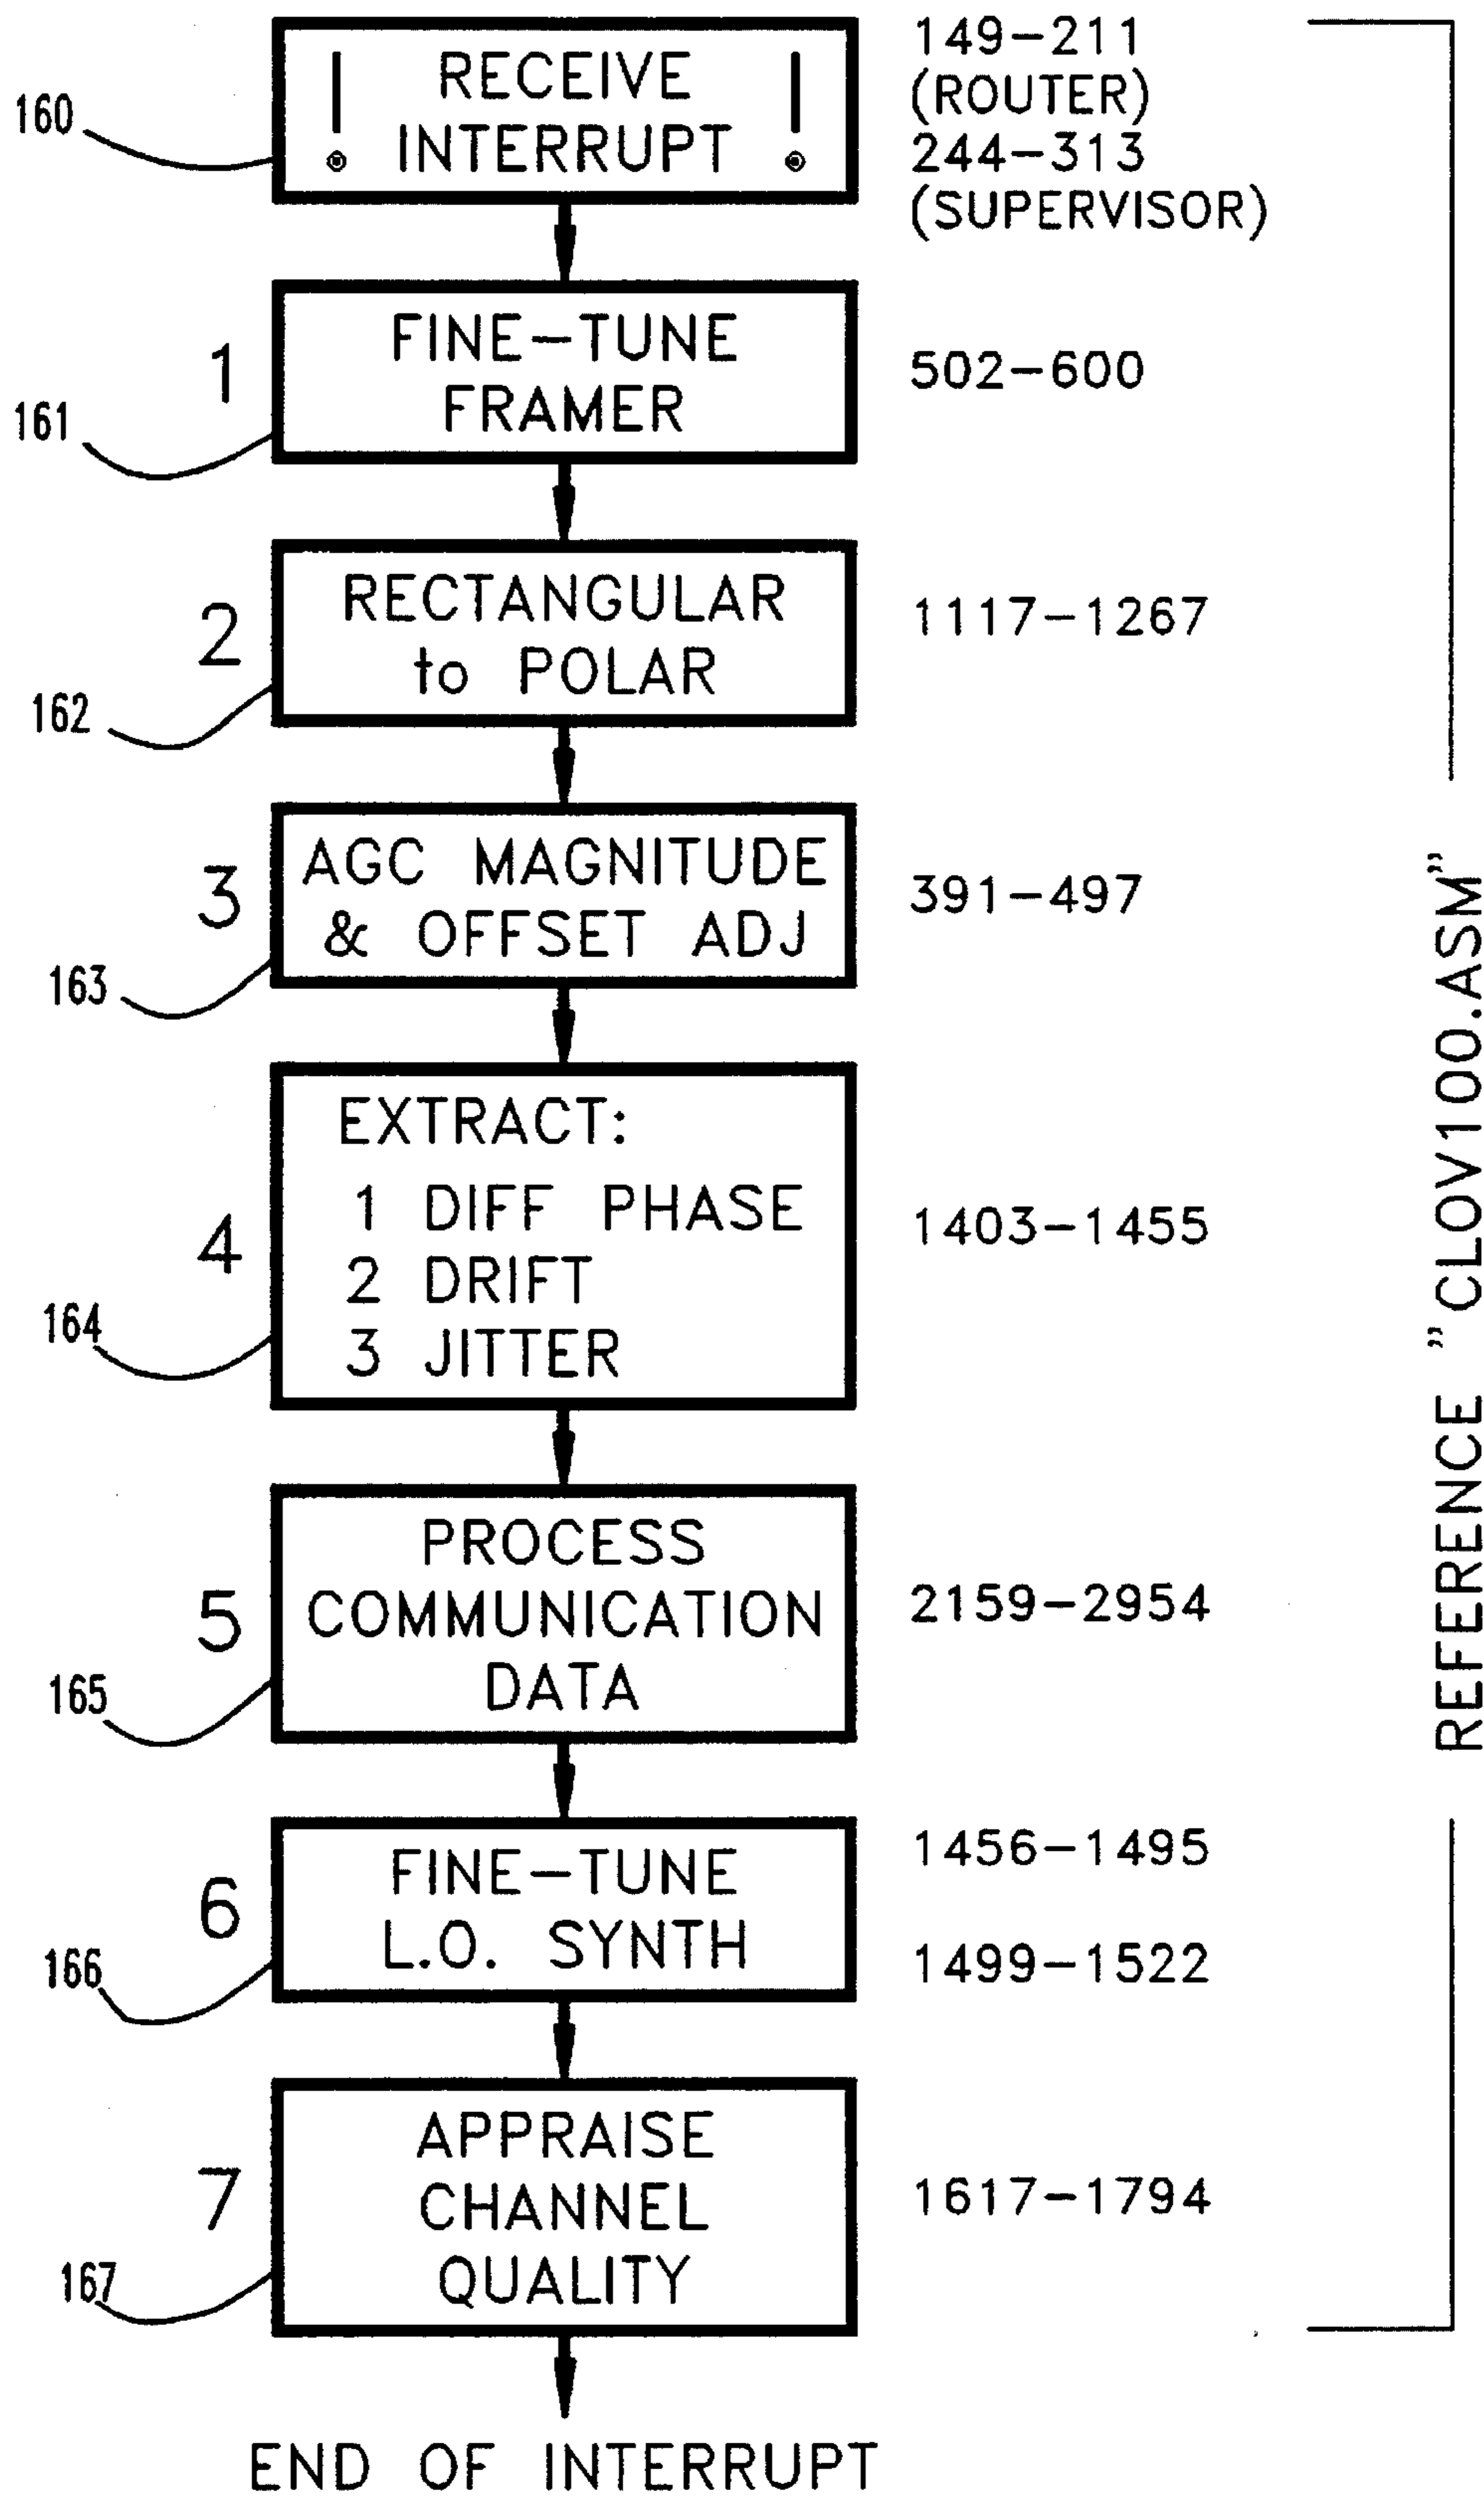 160
! RECEIVE !
INTERRUPT
149-211
(ROUTER)
244-313
(SUPERVISOR)
1
161
FINE-TUNE
FRAMER
502-600
2
162
RECTANGULAR
to POLAR
1117-1267
3
163
AGC MAGNITUDE
& OFFSET ADJ
391-497
4
164
EXTRACT:
1 DIFF PHASE
2 DRIFT
3 JITTER
1403-1455
5
165
PROCESS
COMMUNICATION
DATA
2159-2954
6
166
FINE-TUNE
L.O. SYNTH
1456-1495
1499-1522
7
167
APPRAISE
CHANNEL
QUALITY
1617-1794
END OF INTERRUPT
REFERENCE "CLOV100.ASM"